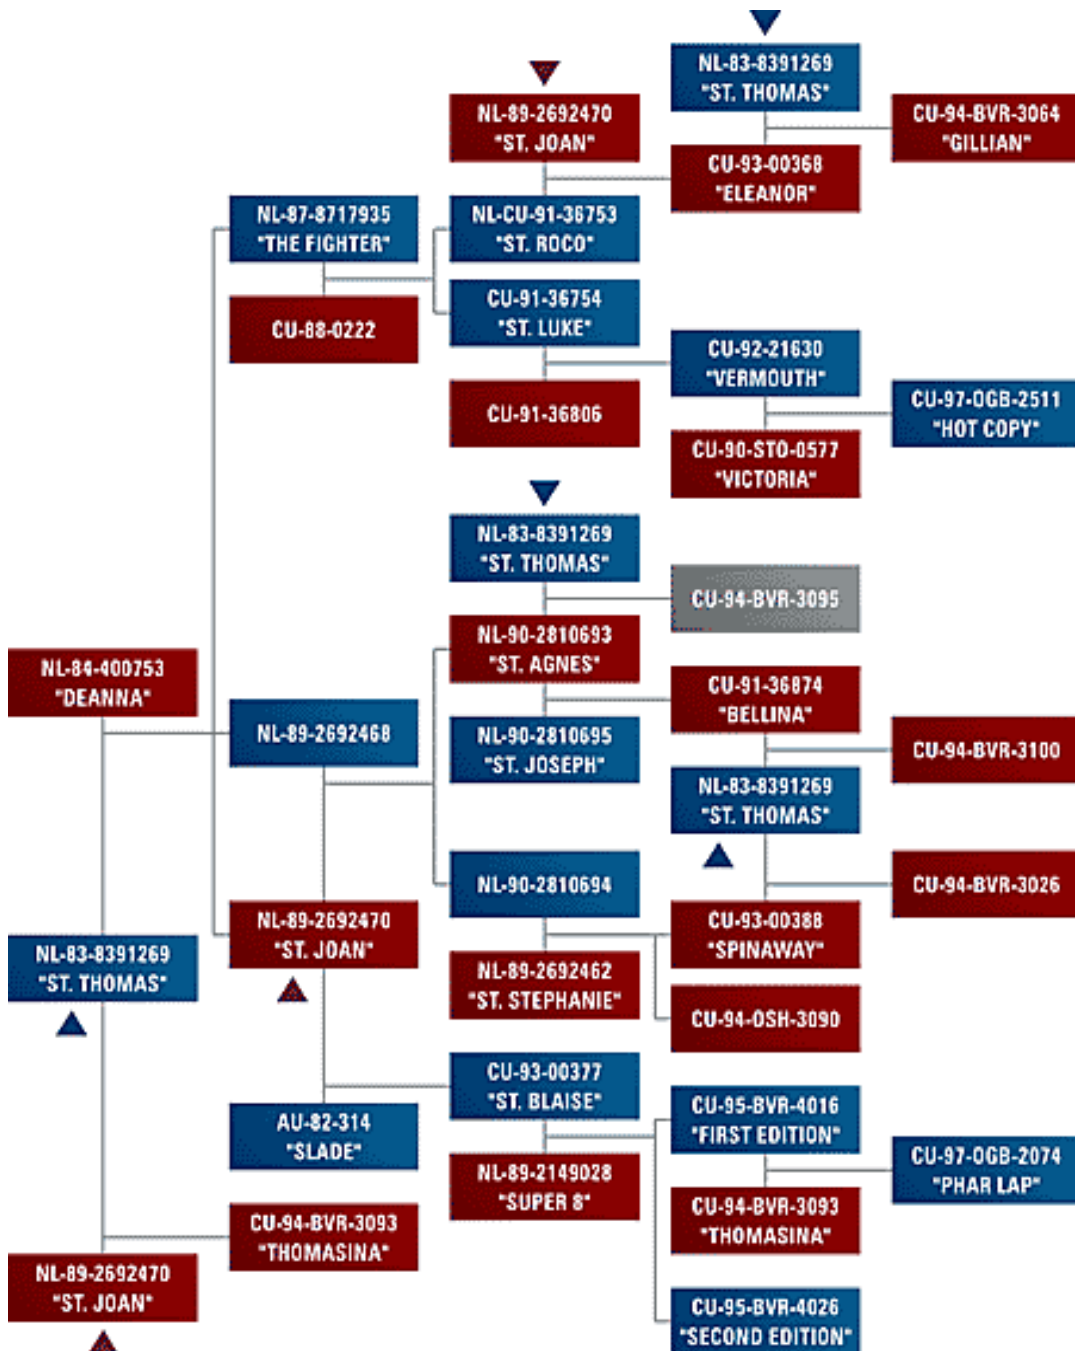 NL-83-8391269
"ST. THOMAS"
NL-89-2692470
"ST. JOAN"
CU-94-BVR-3064
"GILLIAN"
CU-93-00368
"ELEANOR"
NL-87-8717935
"THE FIGHTER"
NL-CU-91-36753
"ST. ROCO"
CU-88-0222
CU-91-36754
"ST. LUKE"
CU-92-21630
"VERMOUTH"
CU-91-36806
CU-97-OGB-2511
"HOT COPY"
CU-90-STO-0577
"VICTORIA"
NL-83-8391269
"ST. THOMAS"
CU-94-BVR-3095
NL-90-2810693
"ST. AGNES"
NL-84-400753
"DEANNA"
CU-91-36874
"BELLINA"
NL-89-2692468
NL-90-2810695
"ST. JOSEPH"
CU-94-BVR-3100
NL-83-8391269
"ST. THOMAS"
NL-90-2810694
CU-94-BVR-3026
NL-89-2692470
"ST. JOAN"
CU-93-00388
"SPINAWAY"
NL-83-8391269
"ST. THOMAS"
NL-89-2692462
"ST. STEPHANIE"
CU-94-OSH-3090
CU-93-00377
"ST. BLAISE"
AU-82-314
"SLADE"
CU-95-BVR-4016
"FIRST EDITION"
NL-89-2149028
"SUPER 8"
CU-97-OGB-2074
"PHAR LAP"
CU-94-BVR-3093
"THOMASINA"
CU-94-BVR-3093
"THOMASINA"
NL-89-2692470
"ST. JOAN"
CU-95-BVR-4026
"SECOND EDITION"